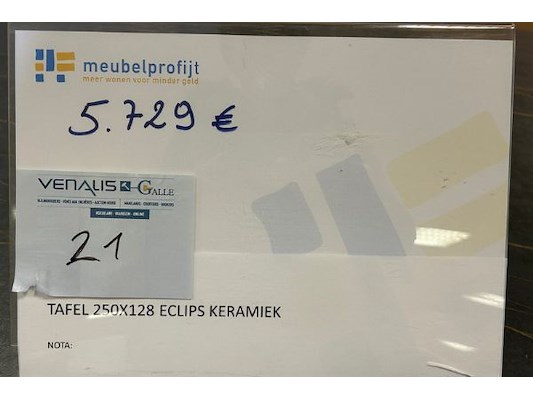 meubelprofijt
meer wonen voor minder geld
5.729 €
VENALIS GALLE
21
TAFEL 250X128 ECLIPS KERAMIEK
NOTA: